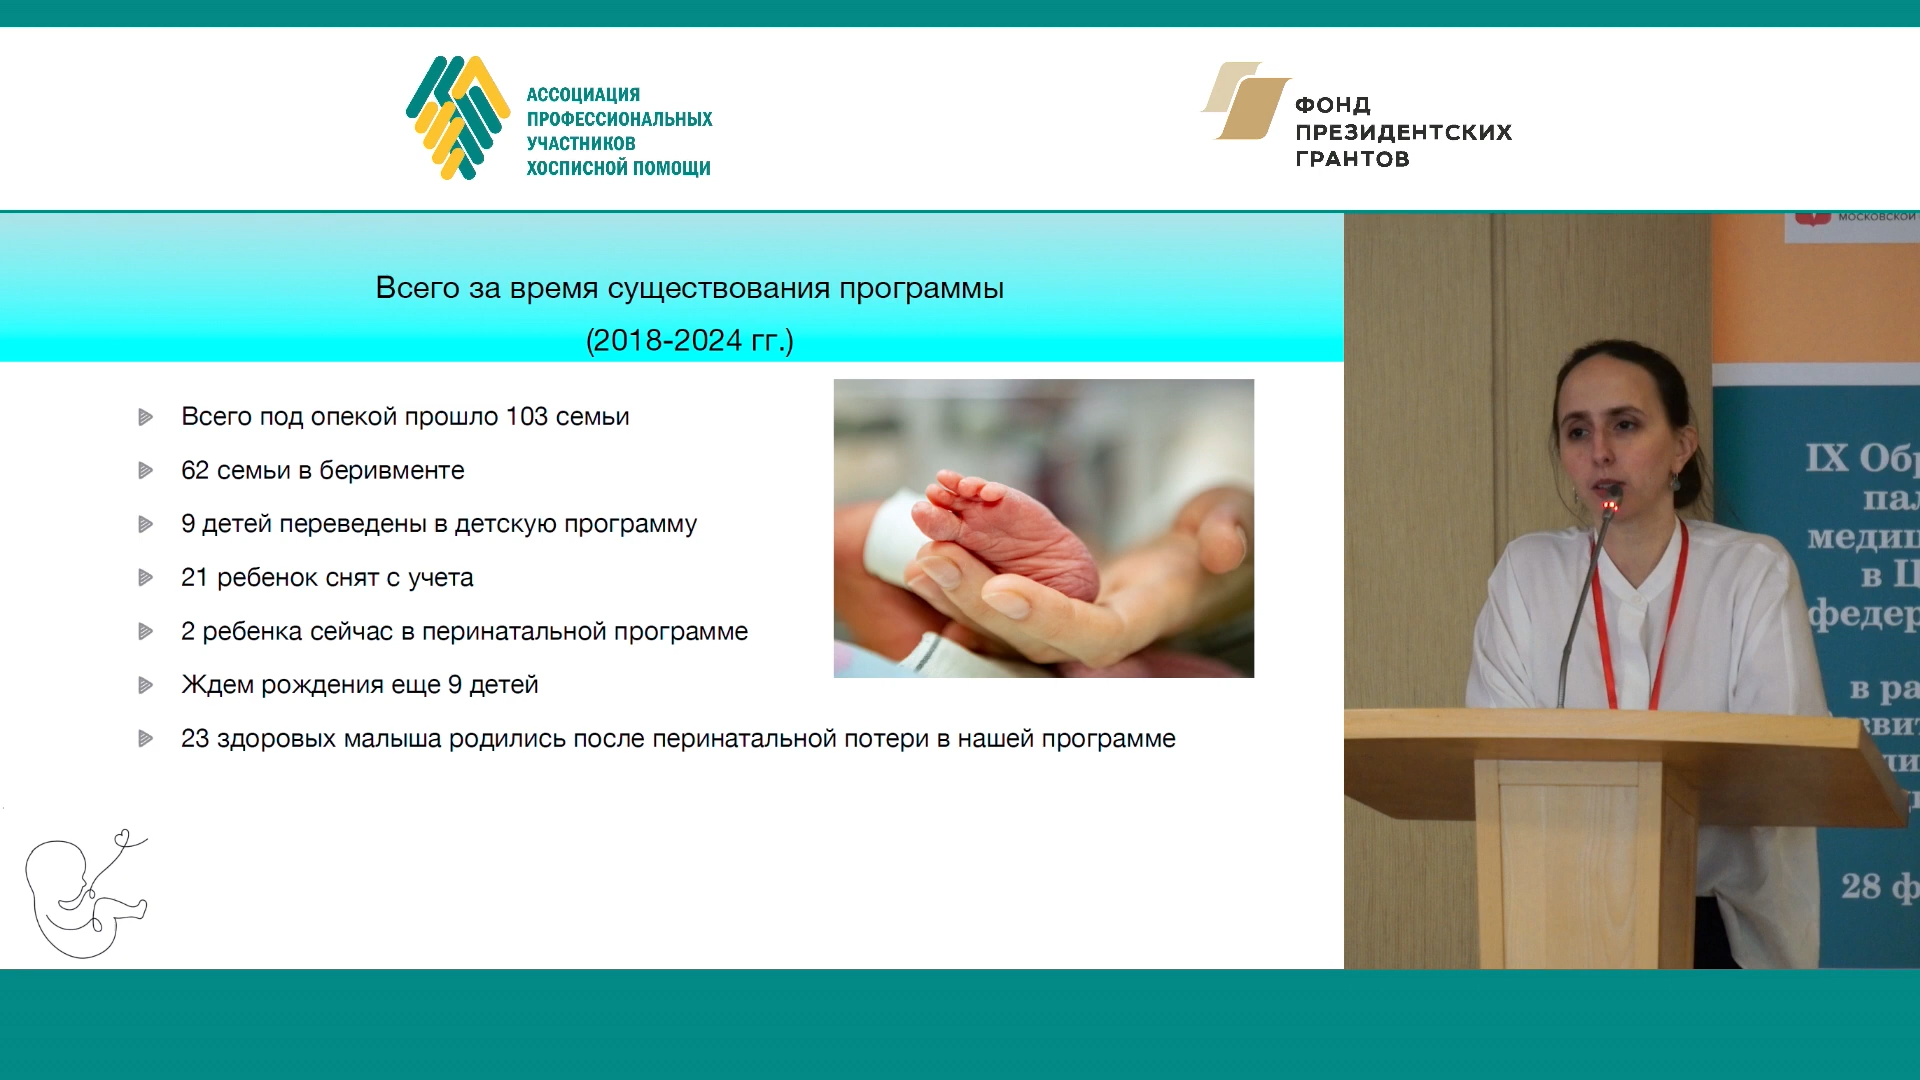 АССОЦИАЦИЯ
ПРОФЕССИОНАЛЬНЫХ
УЧАСТНИКОВ
ХОСПИСНОЙ ПОМОЩИ
ФОНД
ПРЕЗИДЕНТСКИХ
ГРАНТОВ
Всего за время существования программы
(2018-2024 гг.)
Всего под опекой прошло 103 семьи
62 семьи в беривменте
9 детей переведены в детскую программу
21 ребенок снят с учета
2 ребенка сейчас в перинатальной программе
Ждем рождения еще 9 детей
23 здоровых малыша родились после перинатальной потери в нашей программе
МОСКОВСКОЙ
IX Обр
пал
медиц
в Ц
федер
в ра
28 ф